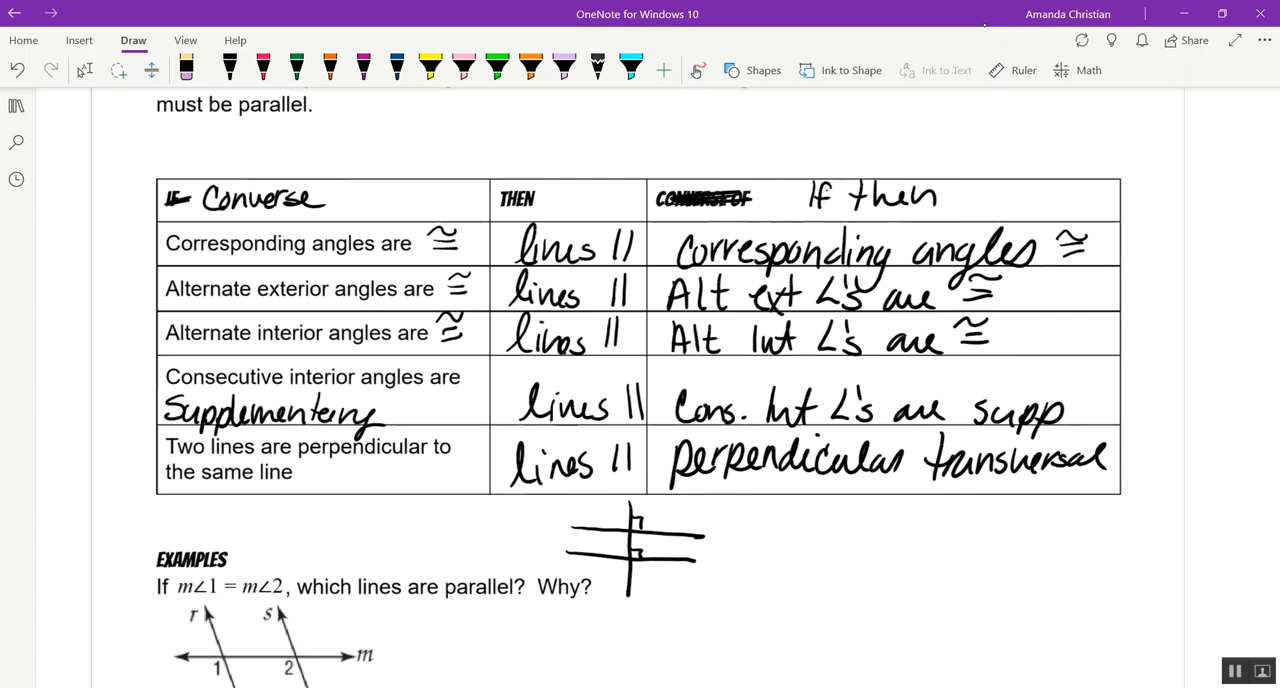 OneNote for Windows 10
Amanda Christian
Home Insert Draw View Help
Share
Shapes Ink to Shape Ink to Text Ruler Math
must be parallel.
IF Converse THEN CONVERSE OF If then
Corresponding angles are ≅ lines || corresponding angles ≅
Alternate exterior angles are ≅ lines || Alt ext ∠'s are ≅
Alternate interior angles are ≅ lines || Alt Int ∠'s are ≅
Consecutive interior angles are
Supplementery lines || Cons. Int ∠'s are supp
Two lines are perpendicular to
the same line lines || perpendicular transversal
EXAMPLES
If m∠1 = m∠2, which lines are parallel? Why?
r s
m
1 2